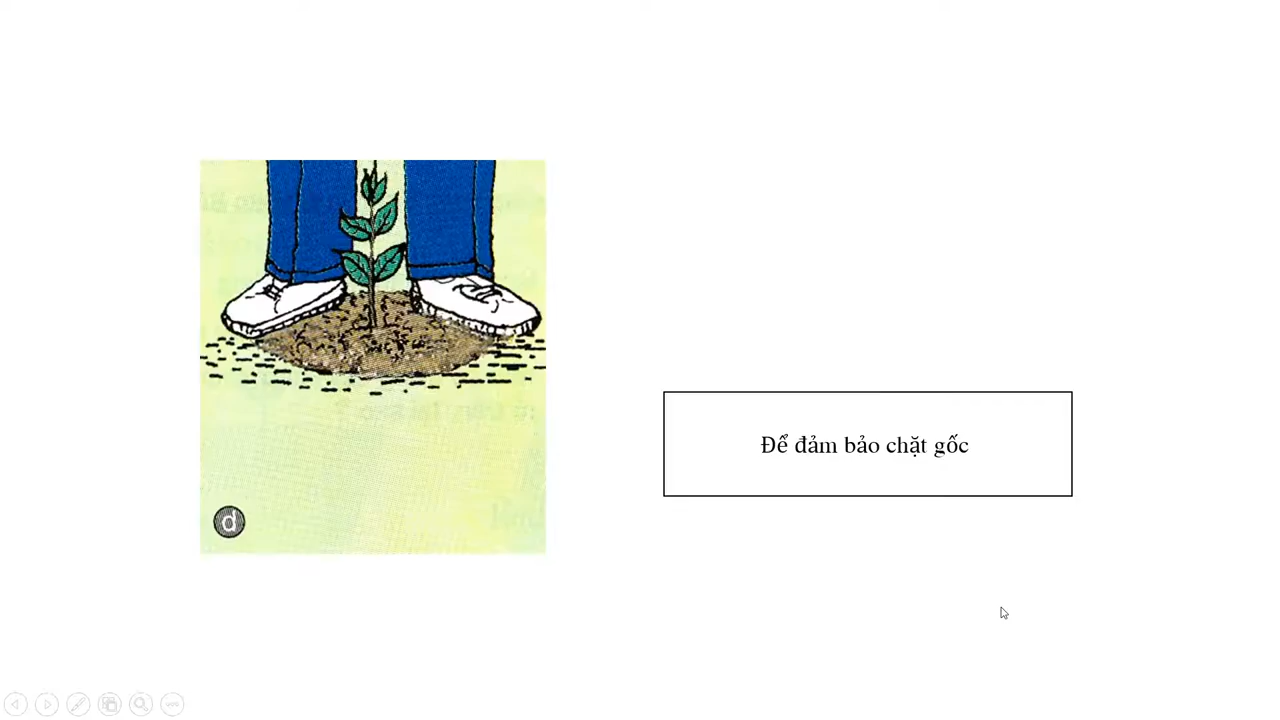 d
Để đảm bảo chặt gốc